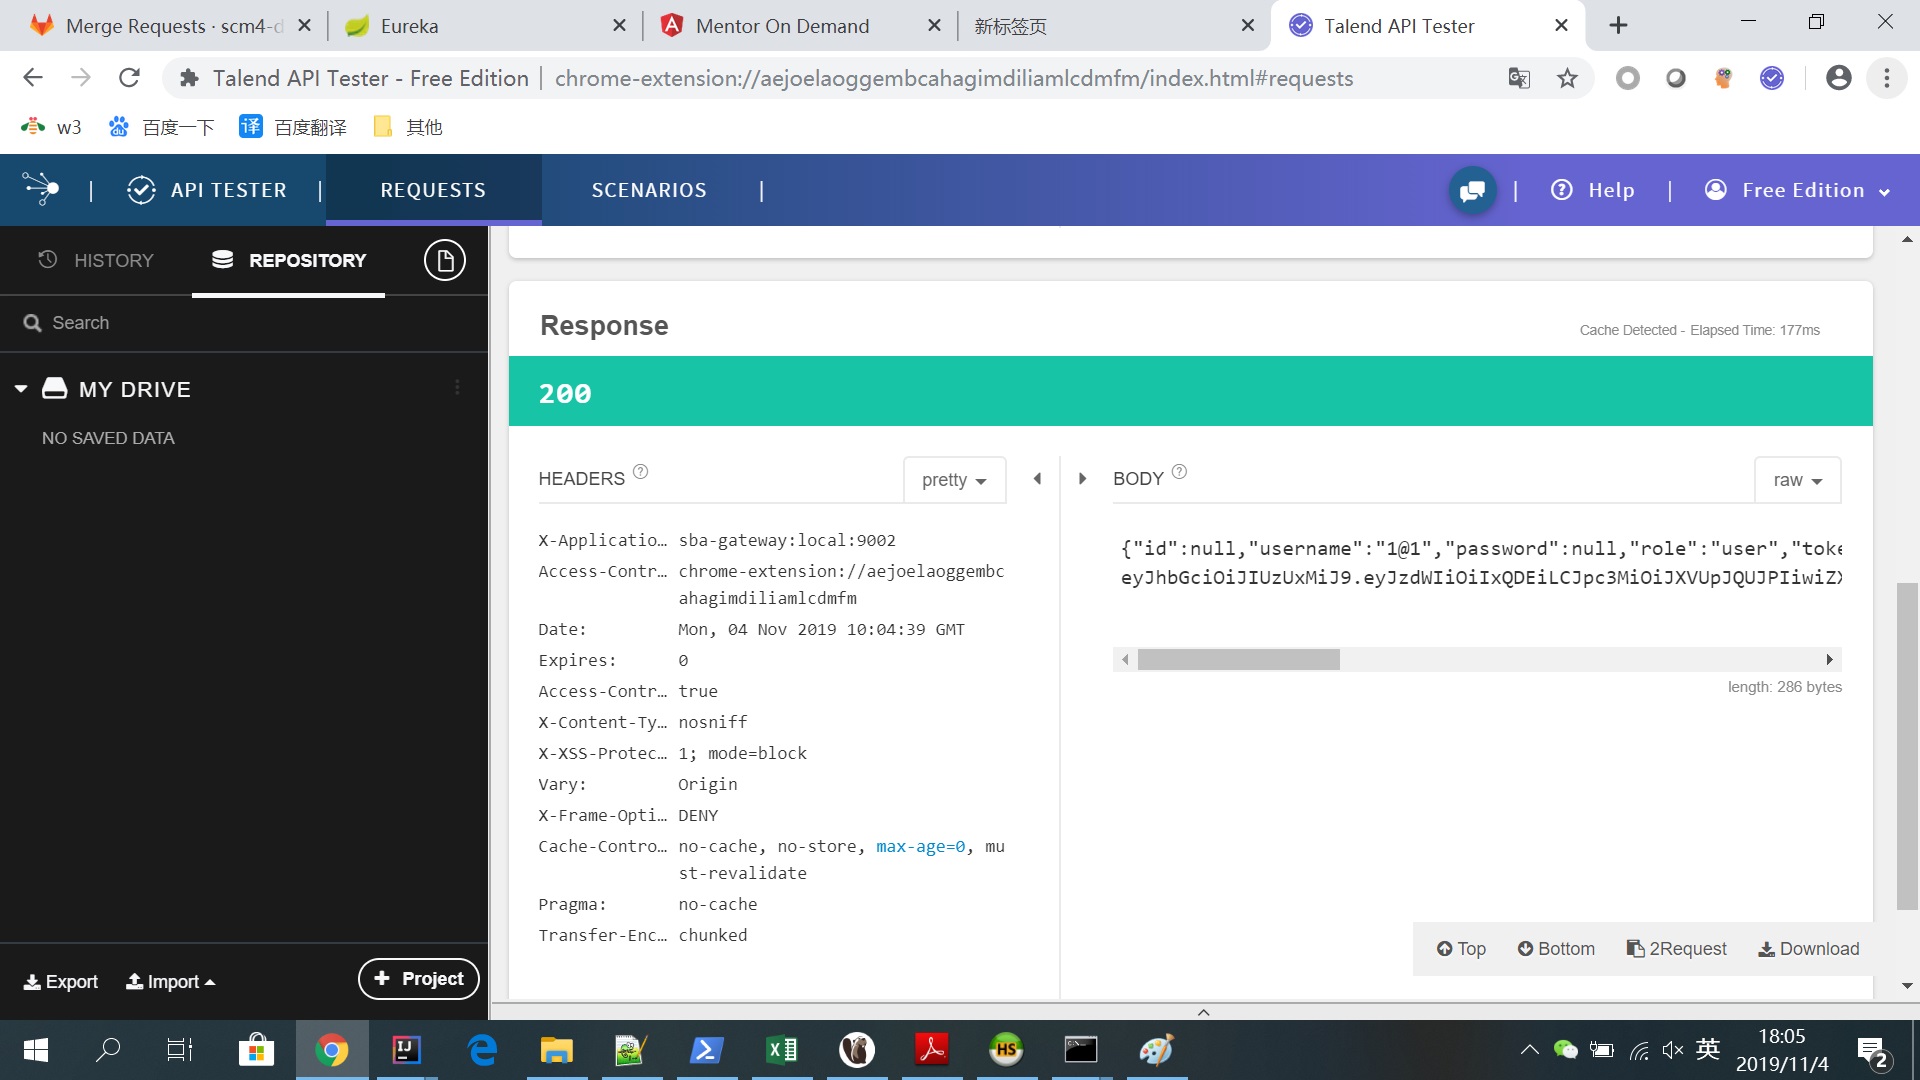 Merge Requests · scm4-d
Eureka
Mentor On Demand
新标签页
Talend API Tester
Talend API Tester - Free Edition
chrome-extension://aejoelaoggembcahagimdiliamlcdmfm/index.html#requests
w3
百度一下
译 百度翻译
其他
API TESTER
REQUESTS
SCENARIOS
Help
Free Edition
HISTORY
REPOSITORY
Search
MY DRIVE
NO SAVED DATA
Export
Import
+ Project
Response
Cache Detected - Elapsed Time: 177ms
200
HEADERS
pretty
X-Applicatio… sba-gateway:local:9002
Access-Contr… chrome-extension://aejoelaoggembc
ahagimdiliamlcdmfm
Date: Mon, 04 Nov 2019 10:04:39 GMT
Expires: 0
Access-Contr… true
X-Content-Ty… nosniff
X-XSS-Protec… 1; mode=block
Vary: Origin
X-Frame-Opti… DENY
Cache-Contro… no-cache, no-store, max-age=0, mu
st-revalidate
Pragma: no-cache
Transfer-Enc… chunked
BODY
raw
{"id":null,"username":"1@1","password":null,"role":"user","toke
eyJhbGciOiJIUzUxMiJ9.eyJzdWIiOiIxQDEiLCJpc3MiOiJXVUpJQUJPIiwiZX
length: 286 bytes
Top
Bottom
2Request
Download
英
18:05
2019/11/4
2